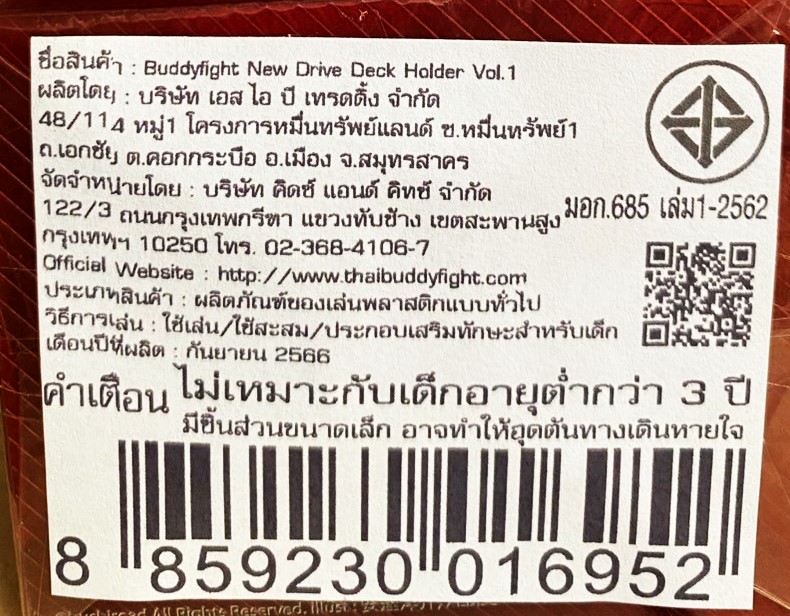 ชื่อสินค้า : Buddyfight New Drive Deck Holder Vol.1
ผลิตโดย : บริษัท เอส ไอ ปี เทรดดิ้ง จำกัด
48/114 หมู่1 โครงการหมื่นทรัพย์แลนด์ ซ.หมื่นทรัพย์1
ถ.เอกชัย ต.คอกกระบือ อ.เมือง จ.สมุทรสาคร
จัดจำหน่ายโดย : บริษัท คิดซ์ แอนด์ คิทซ์ จำกัด
122/3 ถนนกรุงเทพกรีฑา แขวงทับช้าง เขตสะพานสูง
มอก.685 เล่ม1-2562
กรุงเทพฯ 10250 โทร. 02-368-4106-7
Official Website : http://www.thaibuddyfight.com
ประเภทสินค้า : ผลิตภัณฑ์ของเล่นพลาสติกแบบทั่วไป
วิธีการเล่น : ใช้เล่น/ใช้สะสม/ประกอบเสริมทักษะสำหรับเด็ก
เดือนปีที่ผลิต : กันยายน 2566
คำเตือน ไม่เหมาะกับเด็กอายุต่ำกว่า 3 ปี
มีชิ้นส่วนขนาดเล็ก อาจทำให้อุดตันทางเดินหายใจ
8 859230 016952
All Rights Reserved.